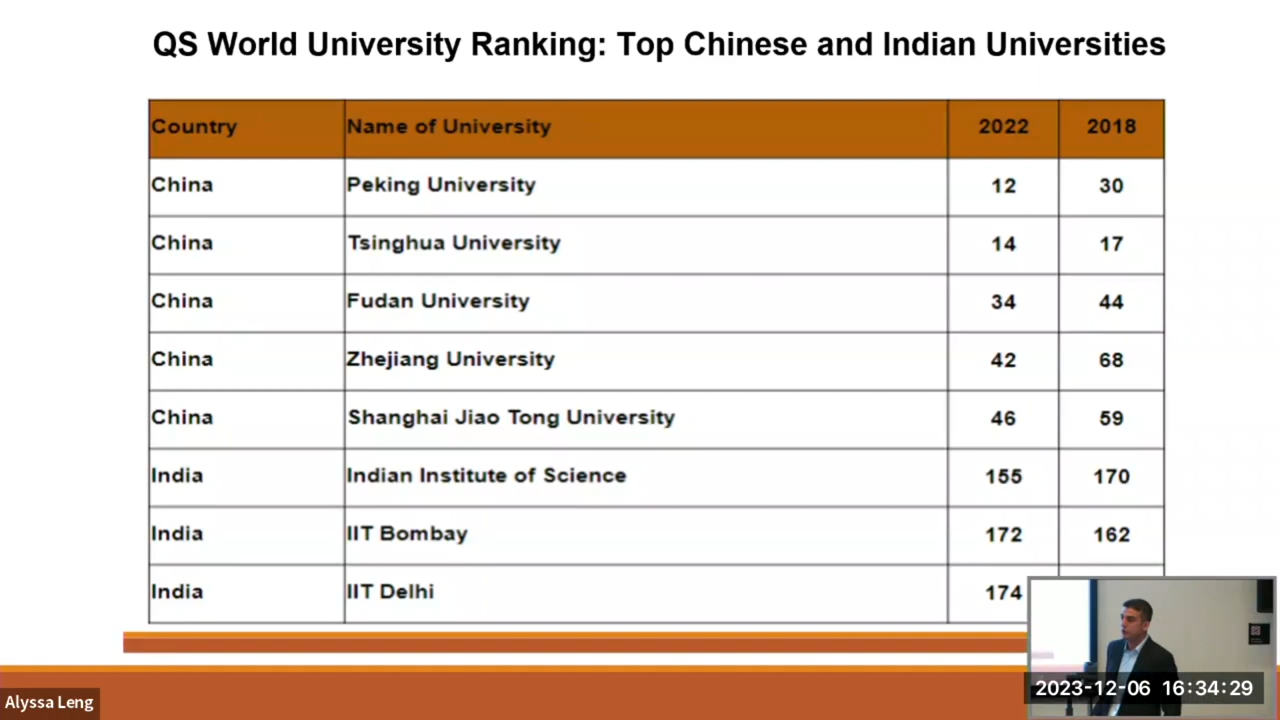 QS World University Ranking: Top Chinese and Indian Universities
Country Name of University 2022 2018
China Peking University 12 30
China Tsinghua University 14 17
China Fudan University 34 44
China Zhejiang University 42 68
China Shanghai Jiao Tong University 46 59
India Indian Institute of Science 155 170
India IIT Bombay 172 162
India IIT Delhi 174
2023-12-06 16:34:29
Alyssa Leng